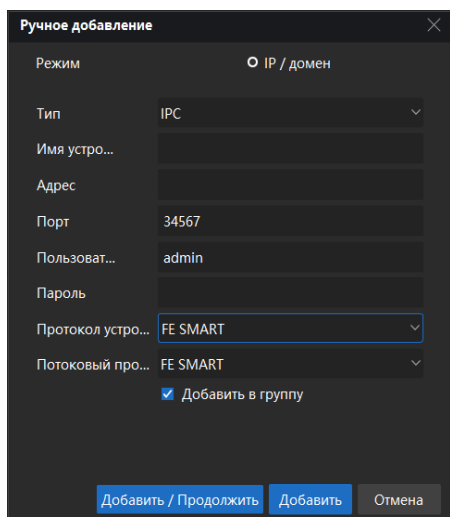 Ручное добавление
Режим IP / домен
Тип IPC
Имя устро...
Адрес
Порт 34567
Пользоват... admin
Пароль
Протокол устро... FE SMART
Потоковый про... FE SMART
Добавить в группу
Добавить / Продолжить Добавить Отмена